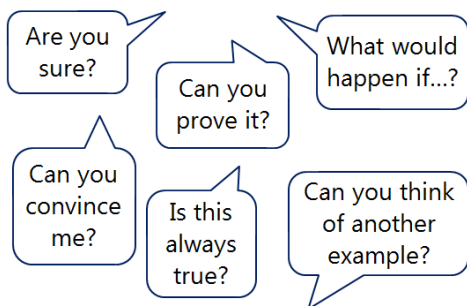 Are you
sure?
What would
happen if...?
Can you
prove it?
Can you
convince
me?
Is this
always
true?
Can you think
of another
example?